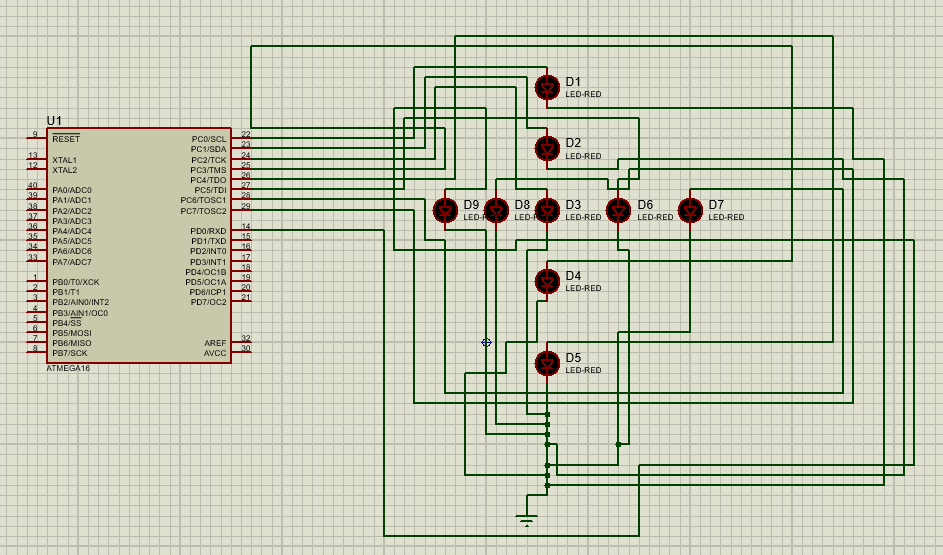 U1
9 RESET
13 XTAL1
12 XTAL2
40 PA0/ADC0
39 PA1/ADC1
38 PA2/ADC2
37 PA3/ADC3
36 PA4/ADC4
35 PA5/ADC5
34 PA6/ADC6
33 PA7/ADC7
1 PB0/T0/XCK
2 PB1/T1
3 PB2/AIN0/INT2
4 PB3/AIN1/OC0
5 PB4/SS
6 PB5/MOSI
7 PB6/MISO
8 PB7/SCK
PC0/SCL 22
PC1/SDA 23
PC2/TCK 24
PC3/TMS 25
PC4/TDO 26
PC5/TDI 27
PC6/TOSC1 28
PC7/TOSC2 29
PD0/RXD 14
PD1/TXD 15
PD2/INT0 16
PD3/INT1 17
PD4/OC1B 18
PD5/OC1A 19
PD6/ICP1 20
PD7/OC2 21
AREF 32
AVCC 30
ATMEGA16
D1
LED-RED
D2
LED-RED
D9
D8
D3
LED-RED
D6
LED-RED
D7
LED-RED
D4
LED-RED
D5
LED-RED